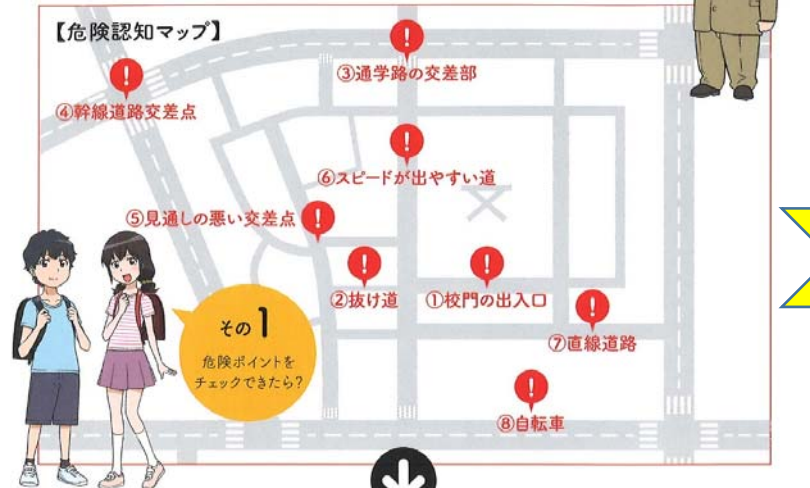 【危険認知マップ】
③通学路の交差部
④幹線道路交差点
⑥スピードが出やすい道
⑤見通しの悪い交差点
②抜け道
①校門の出入口
⑦直線道路
⑧自転車
その1
危険ポイントを
チェックできたら?